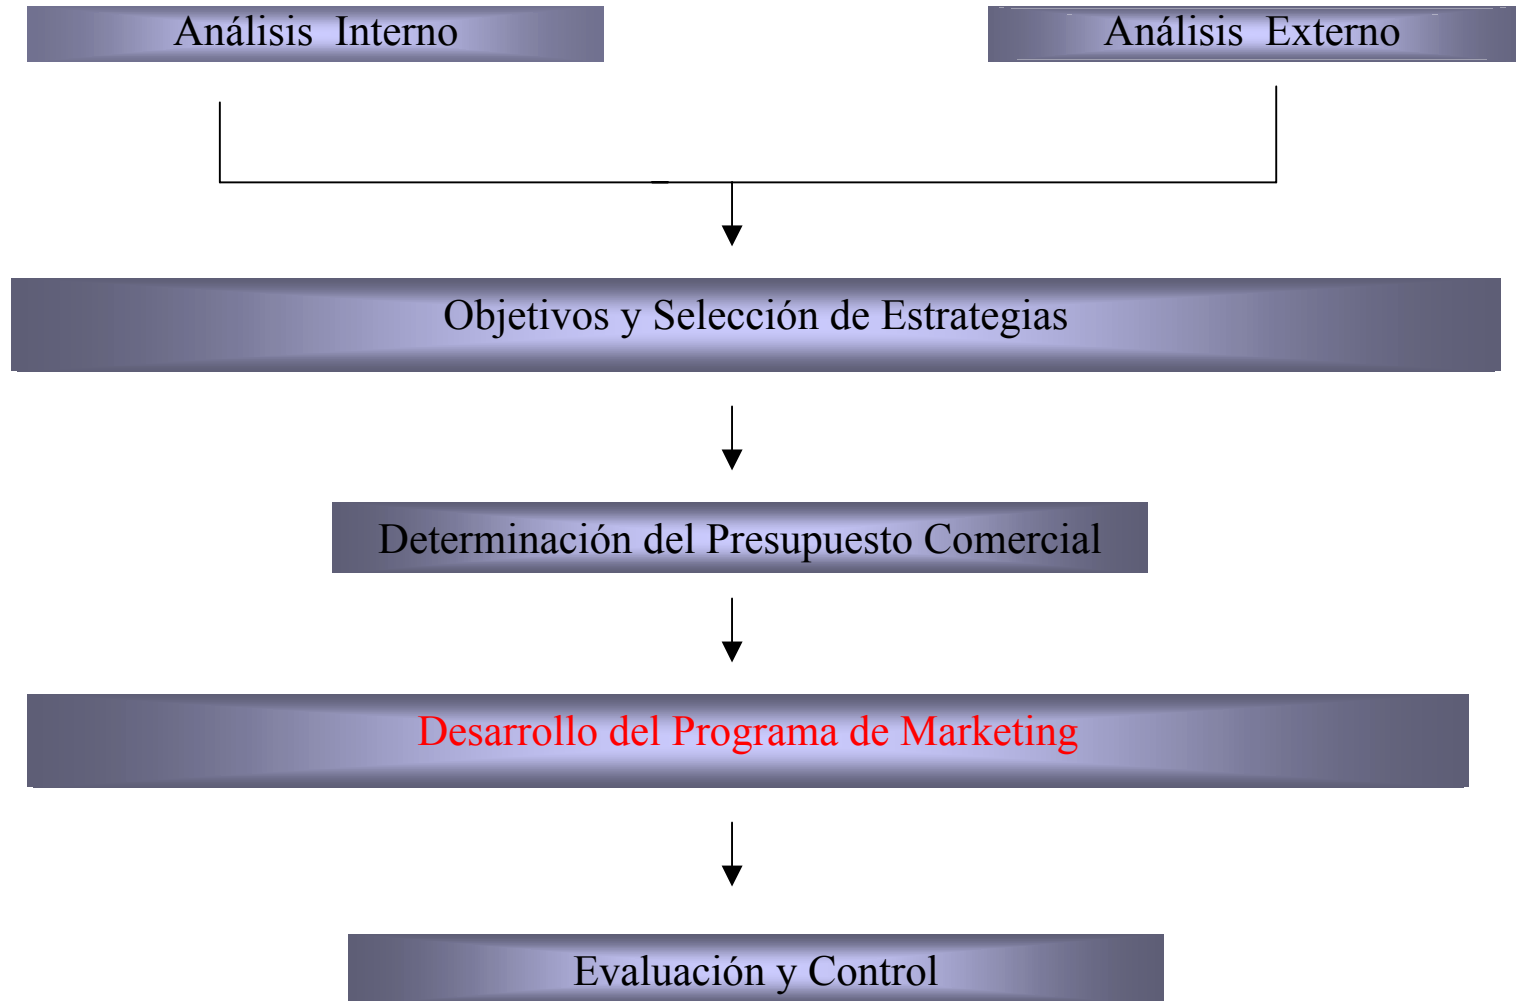 Análisis Interno
Análisis Externo
Objetivos y Selección de Estrategias
Determinación del Presupuesto Comercial
Desarrollo del Programa de Marketing
Evaluación y Control